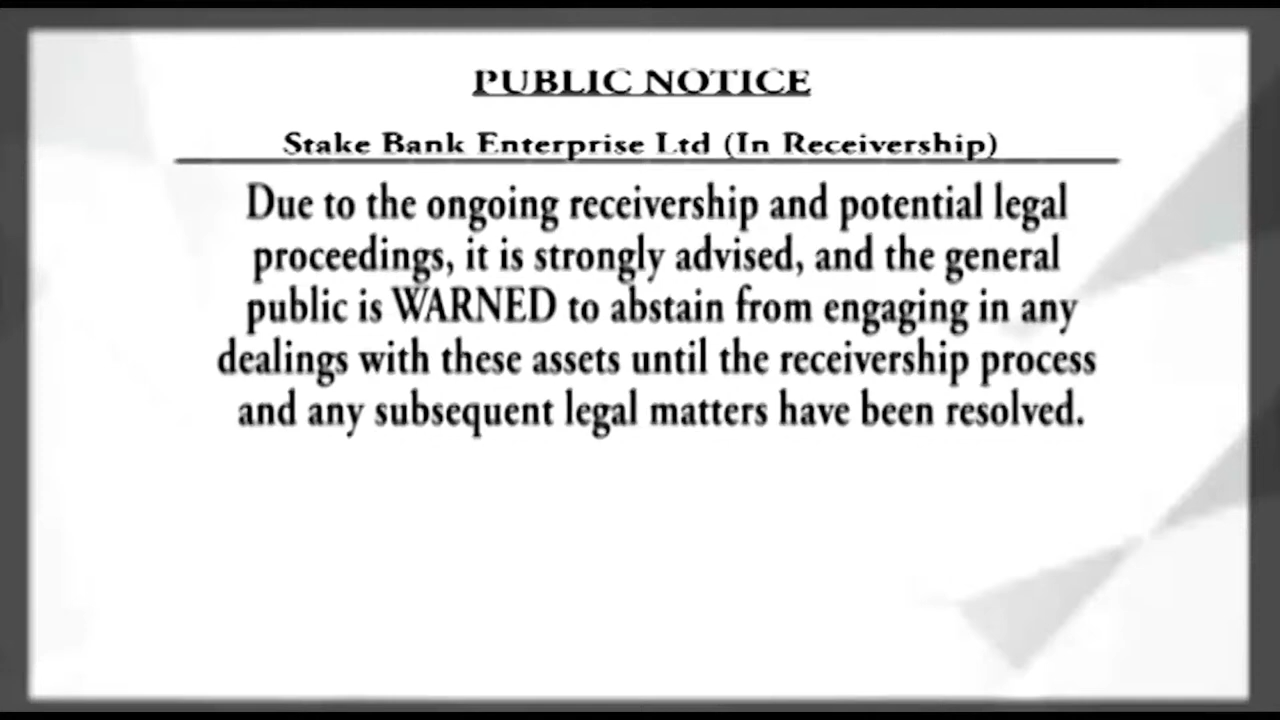 PUBLIC NOTICE
Stake Bank Enterprise Ltd (In Receivership)
Due to the ongoing receivership and potential legal
proceedings, it is strongly advised, and the general
public is WARNED to abstain from engaging in any
dealings with these assets until the receivership process
and any subsequent legal matters have been resolved.